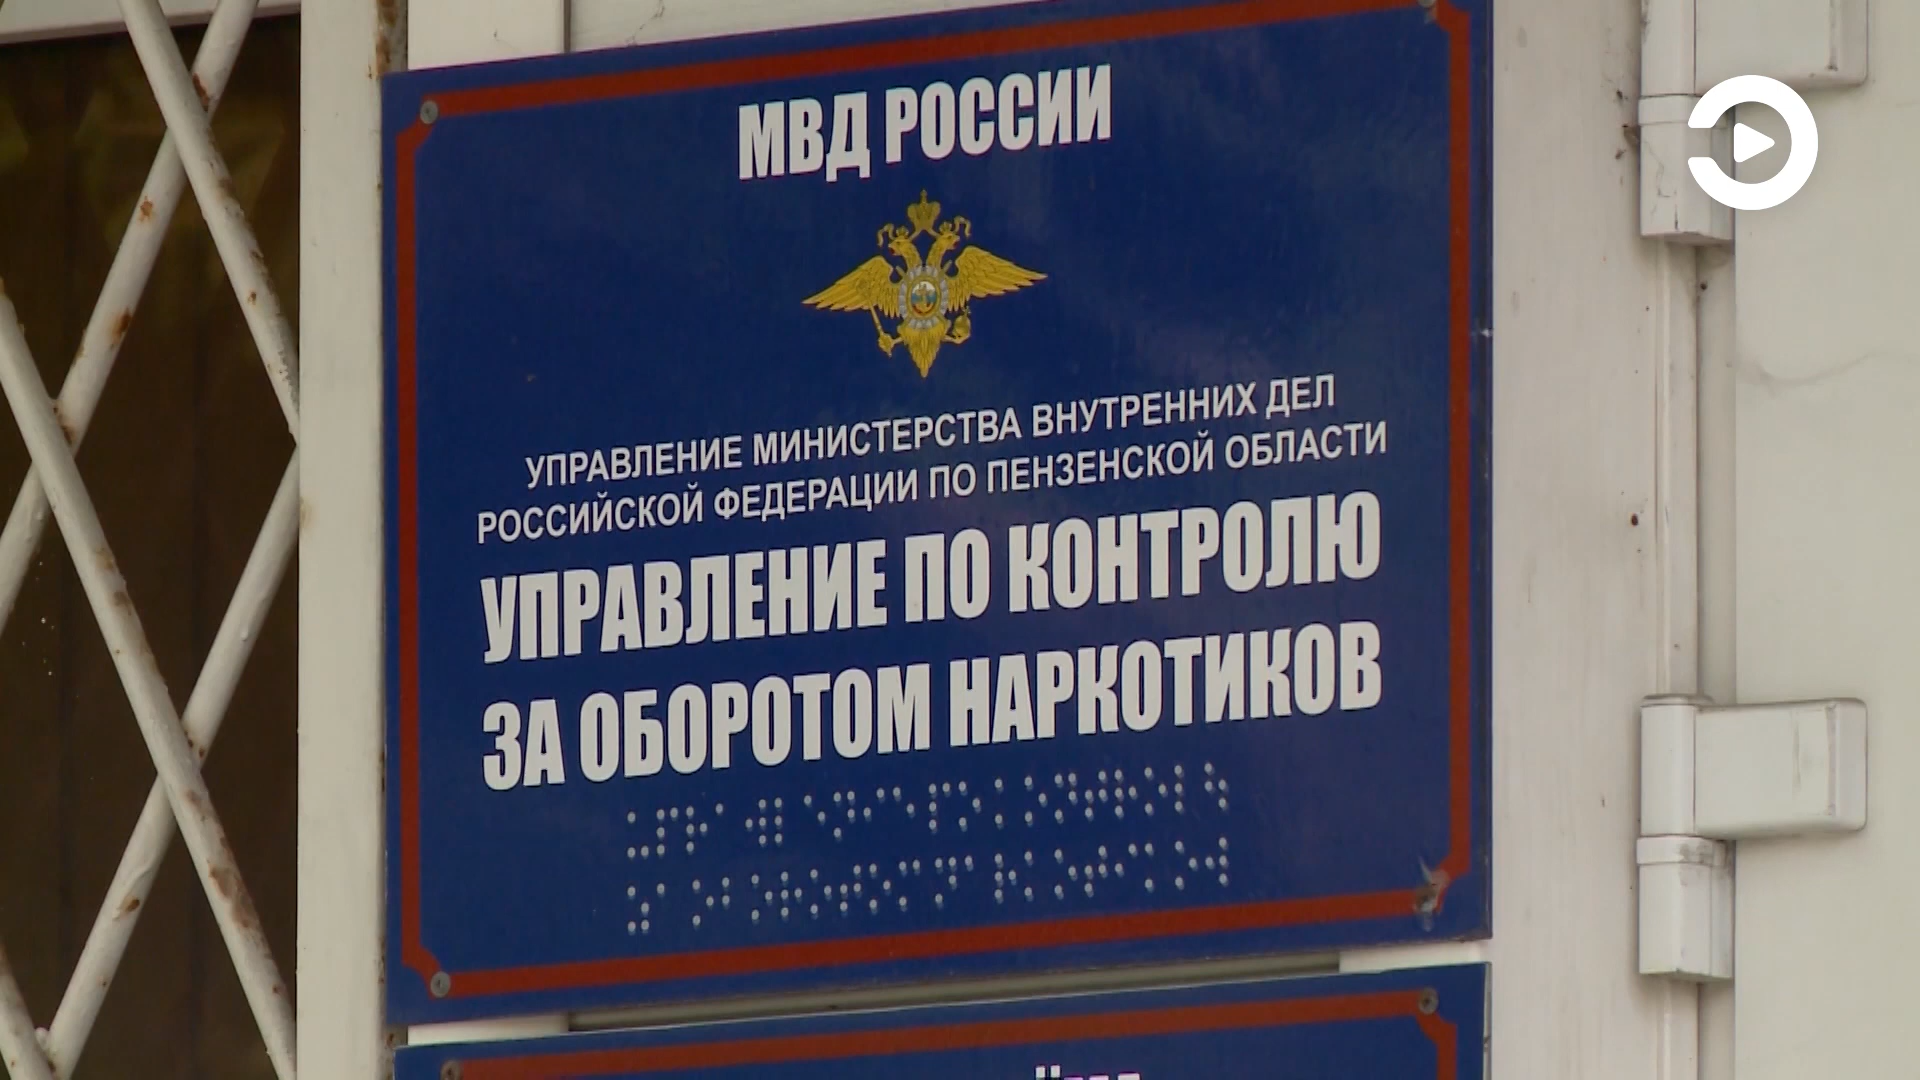 МВД РОССИИ
УПРАВЛЕНИЕ МИНИСТЕРСТВА ВНУТРЕННИХ ДЕЛ
РОССИЙСКОЙ ФЕДЕРАЦИИ ПО ПЕНЗЕНСКОЙ ОБЛАСТИ
УПРАВЛЕНИЕ ПО КОНТРОЛЮ
ЗА ОБОРОТОМ НАРКОТИКОВ